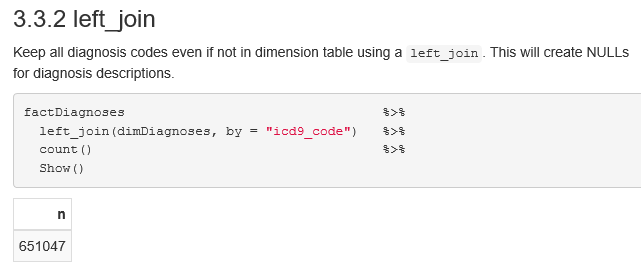 3.3.2 left_join
Keep all diagnosis codes even if not in dimension table using a left_join. This will create NULLs
for diagnosis descriptions.
factDiagnoses %>%
left_join(dimDiagnoses, by = "icd9_code") %>%
count() %>%
Show()
n
651047